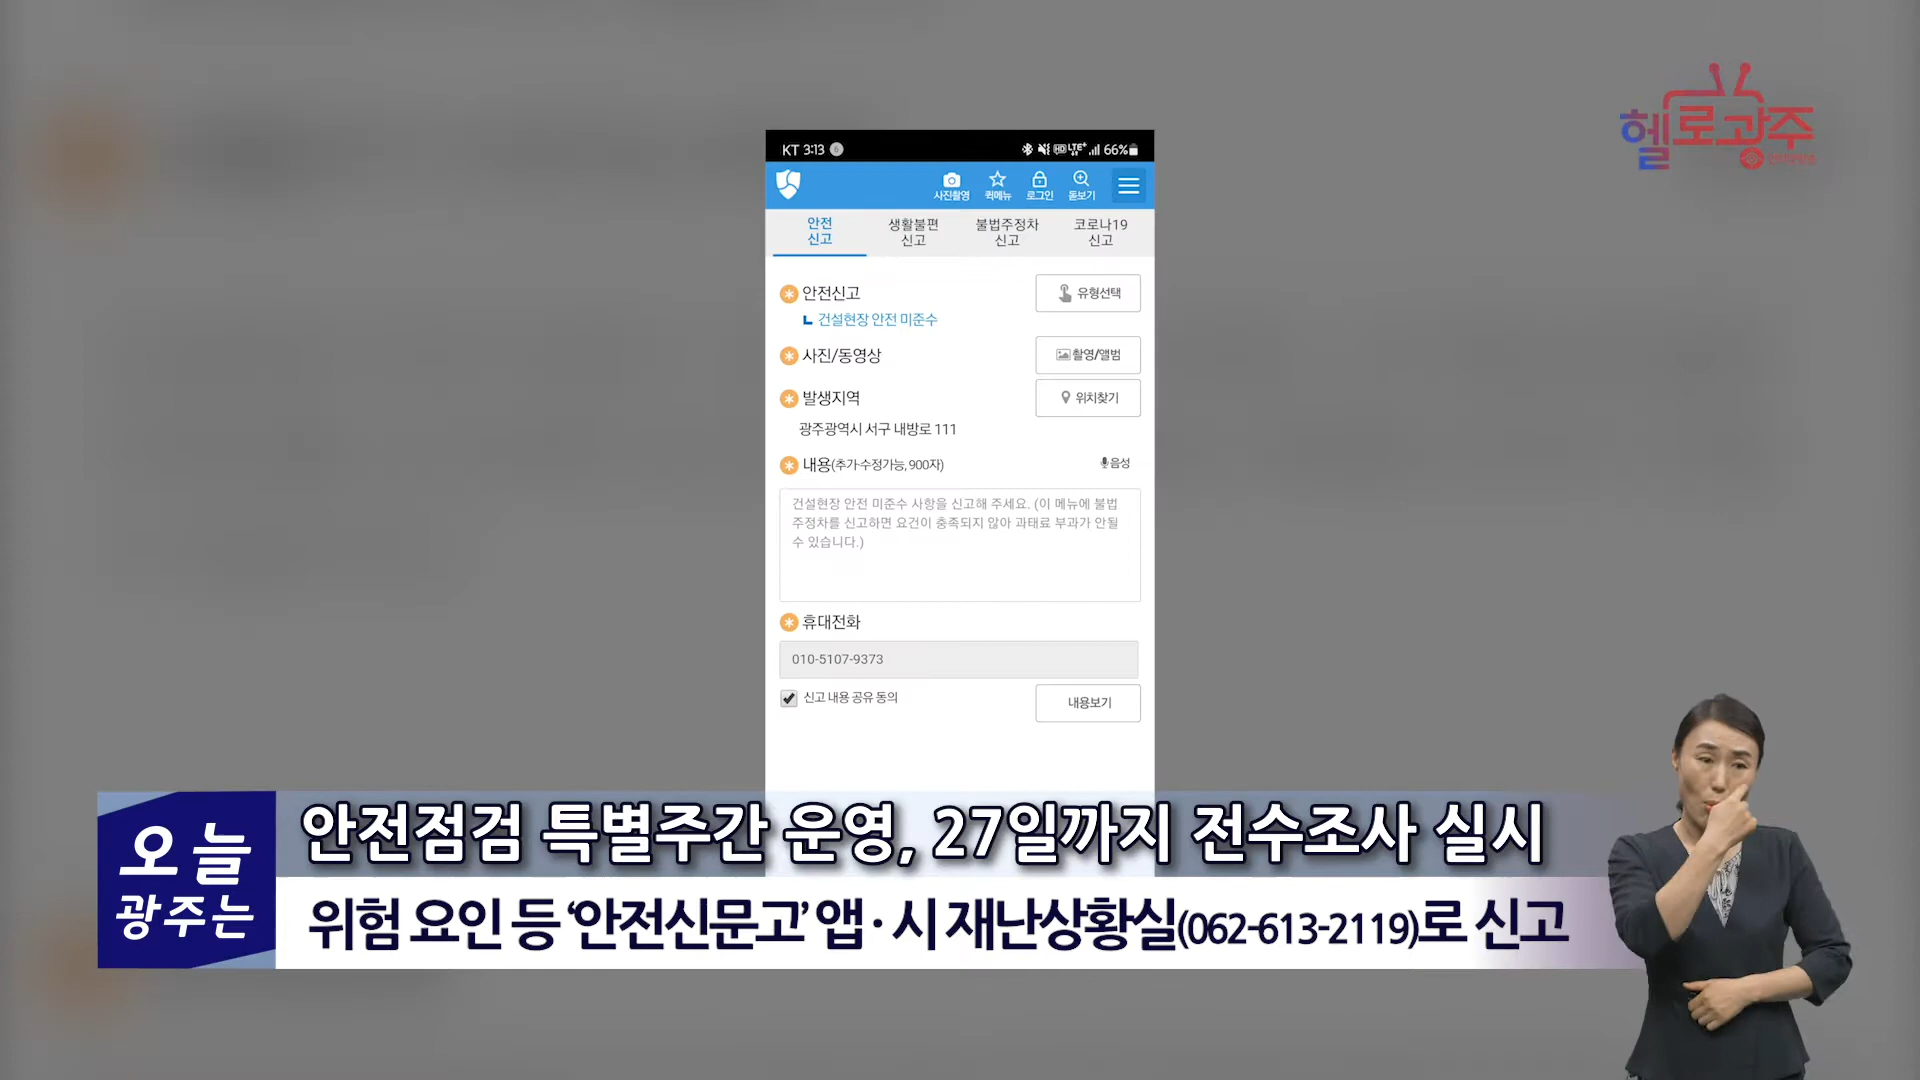 헬로광주
KT 3:13 6
HD LTE+ 66%
사진촬영 퀵메뉴 로그인 돋보기
안전
신고
생활불편
신고
불법주정차
신고
코로나19
신고
안전신고 유형선택
건설현장 안전 미준수
사진/동영상 촬영/앨범
발생지역 위치찾기
광주광역시 서구 내방로 111
내용(추가·수정가능, 900자) 음성
건설현장 안전 미준수 사항을 신고해 주세요. (이 메뉴에 불법
주정차를 신고하면 요건이 충족되지 않아 과태료 부과가 안될
수 있습니다.)
휴대전화
010-5107-9373
신고 내용 공유 동의 내용보기
오늘
광주는
안전점검 특별주간 운영, 27일까지 전수조사 실시
위험 요인 등 ‘안전신문고’ 앱·시 재난상황실(062-613-2119)로 신고